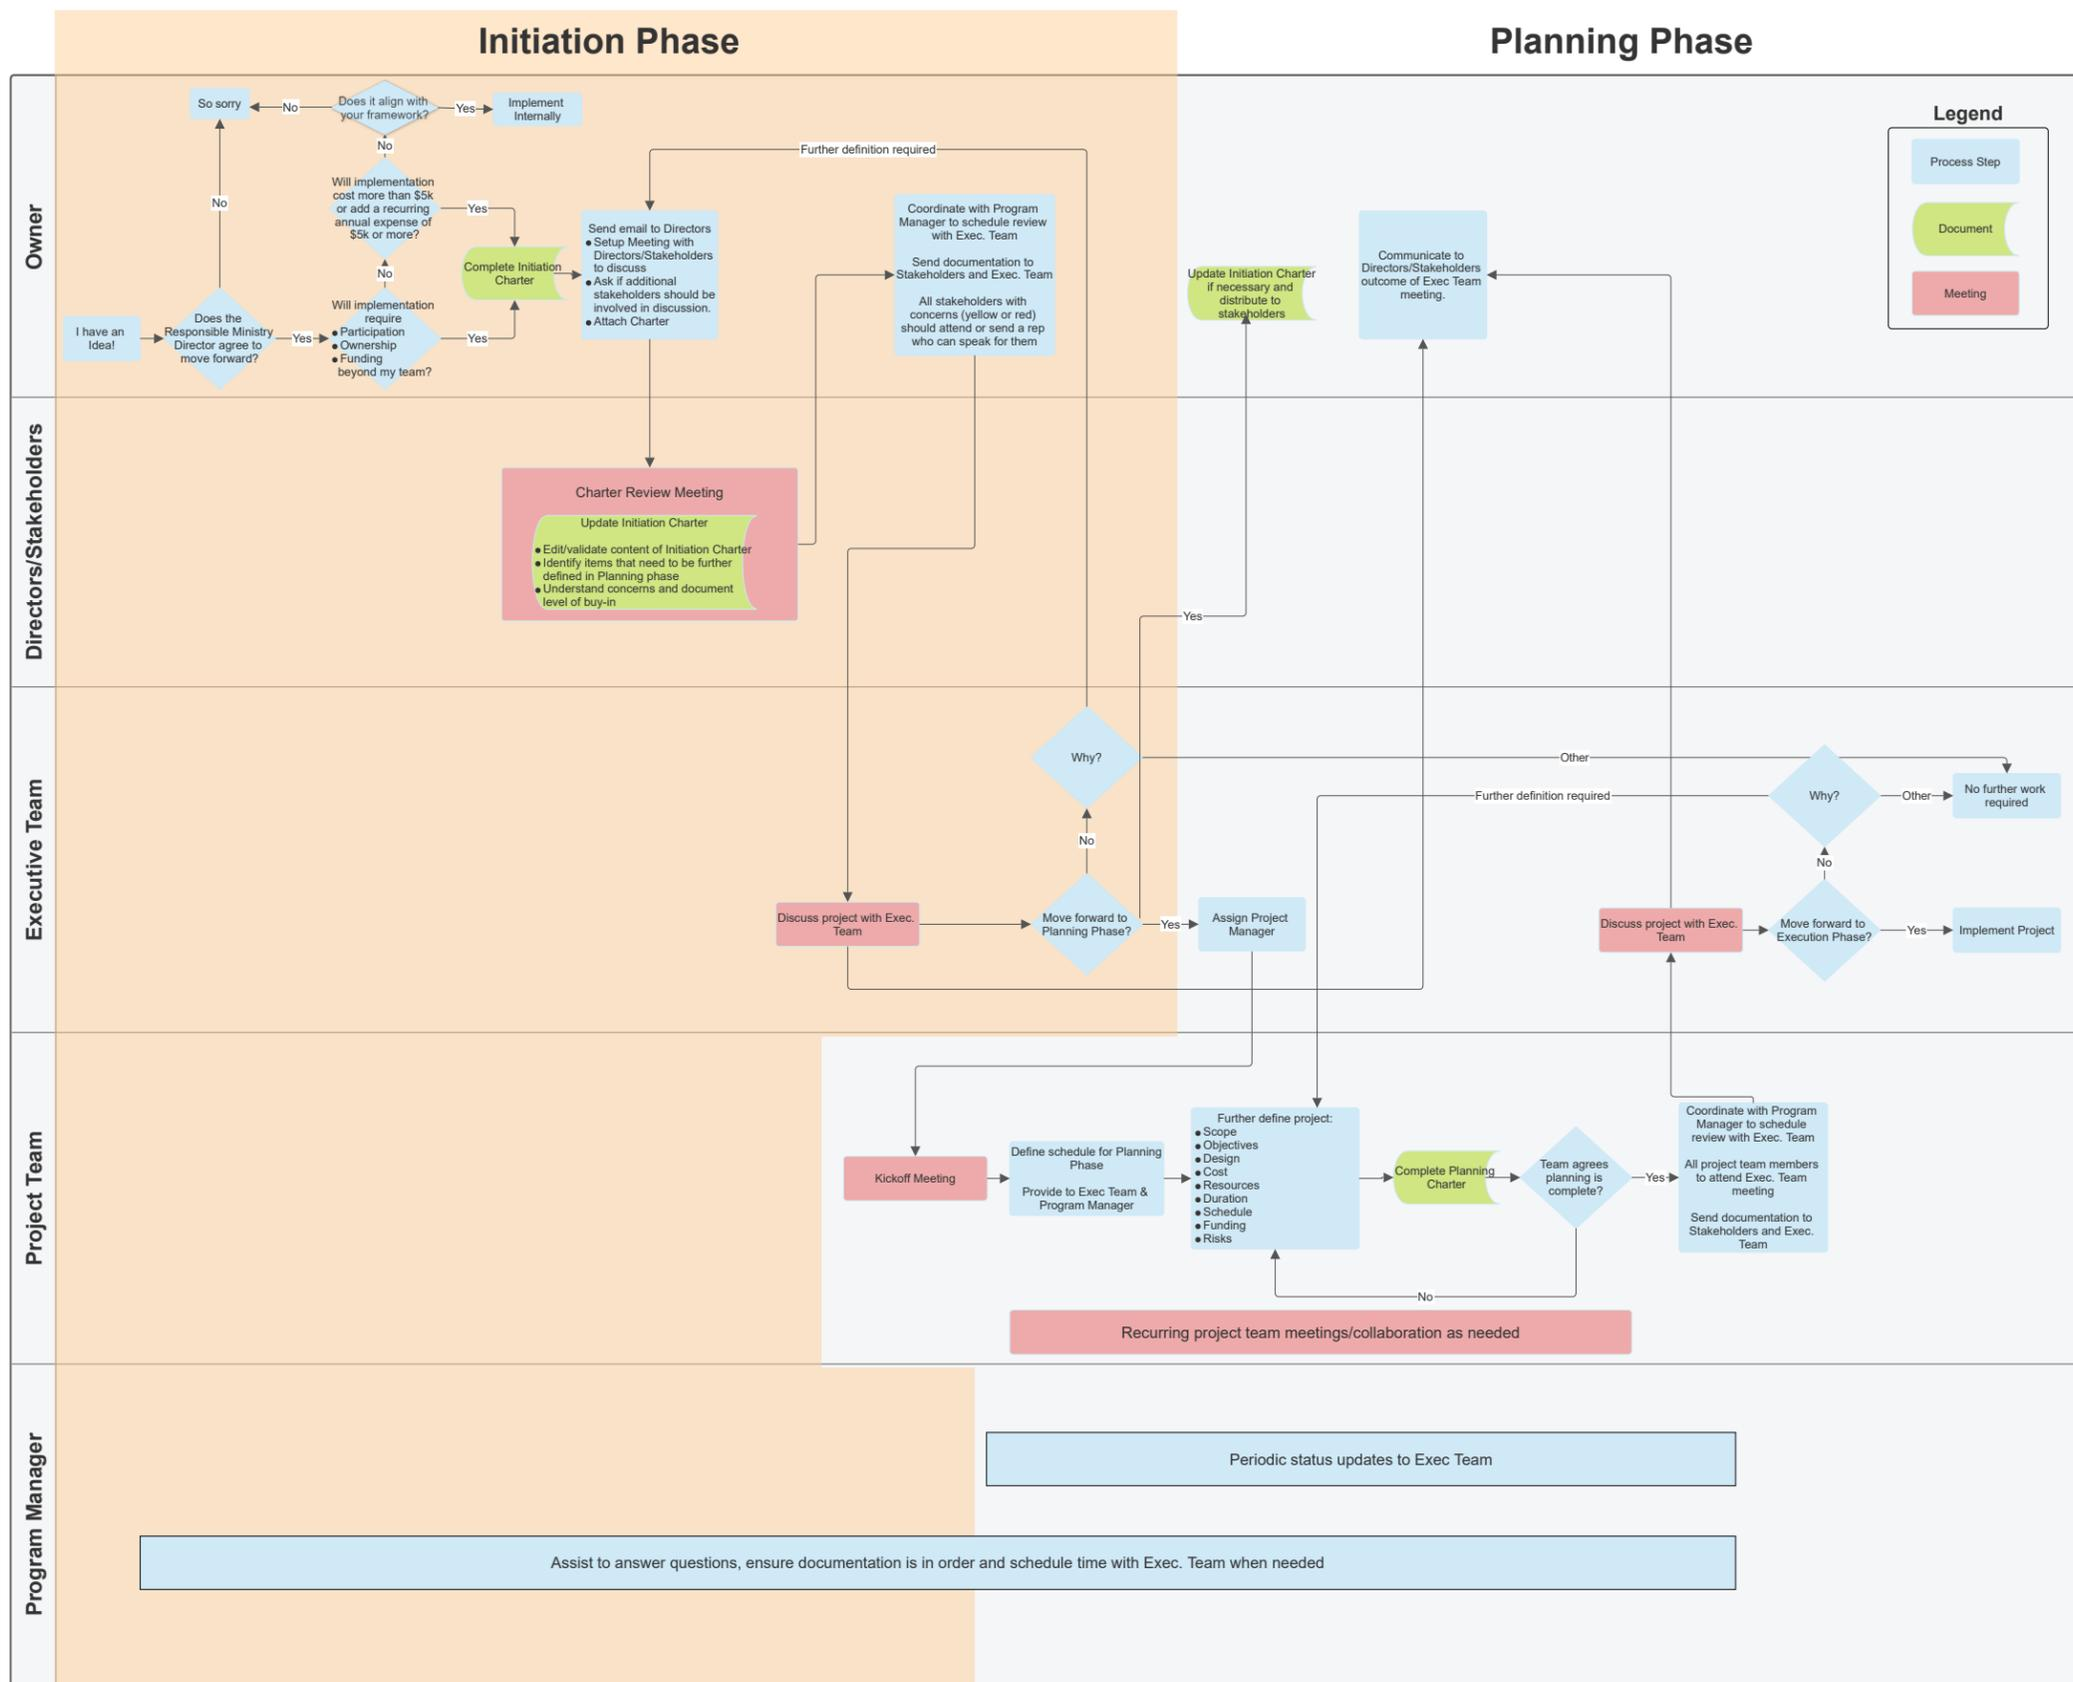 Initiation Phase
Planning Phase
Owner
So sorry
No
Does it align with
your framework?
Yes
Implement
Internally
No
Will implementation
cost more than $5k
or add a recurring
annual expense of
$5k or more?
Yes
No
No
I have an
Idea!
Does the
Responsible Ministry
Director agree to
move forward?
Yes
Will implementation
require
● Participation
● Ownership
● Funding
beyond my team?
Yes
Complete Initiation
Charter
Further definition required
Send email to Directors
● Setup Meeting with
Directors/Stakeholders
to discuss
● Ask if additional
stakeholders should be
involved in discussion.
● Attach Charter
Coordinate with Program
Manager to schedule review
with Exec. Team
Send documentation to
Stakeholders and Exec. Team
All stakeholders with
concerns (yellow or red)
should attend or send a rep
who can speak for them
Update Initiation Charter
if necessary and
distribute to
stakeholders
Communicate to
Directors/Stakeholders
outcome of Exec Team
meeting.
Legend
Process Step
Document
Meeting
Directors/Stakeholders
Charter Review Meeting
Update Initiation Charter
● Edit/validate content of Initiation Charter
● Identify items that need to be further
defined in Planning phase
● Understand concerns and document
level of buy-in
Yes
Executive Team
Why?
Other
Further definition required
Why?
Other
No further work
required
No
No
Discuss project with Exec.
Team
Move forward to
Planning Phase?
Yes
Assign Project
Manager
Discuss project with Exec.
Team
Move forward to
Execution Phase?
Yes
Implement Project
Project Team
Kickoff Meeting
Define schedule for Planning
Phase
Provide to Exec Team &
Program Manager
Further define project:
● Scope
● Objectives
● Design
● Cost
● Resources
● Duration
● Schedule
● Funding
● Risks
Complete Planning
Charter
Team agrees
planning is
complete?
Yes
Coordinate with Program
Manager to schedule
review with Exec. Team
All project team members
to attend Exec. Team
meeting
Send documentation to
Stakeholders and Exec.
Team
No
Recurring project team meetings/collaboration as needed
Program Manager
Periodic status updates to Exec Team
Assist to answer questions, ensure documentation is in order and schedule time with Exec. Team when needed